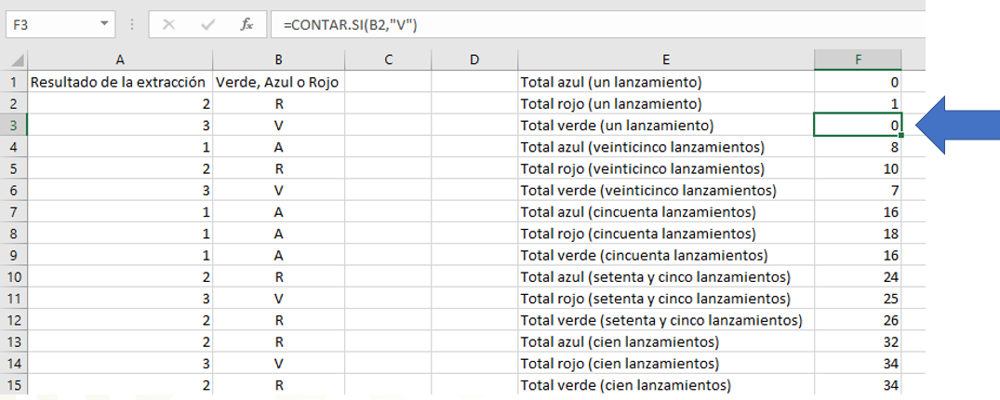 F3 fx =CONTAR.SI(B2,"V")
A B C D E F
1 Resultado de la extracción Verde, Azul o Rojo Total azul (un lanzamiento) 0
2 2 R Total rojo (un lanzamiento) 1
3 3 V Total verde (un lanzamiento) 0
4 1 A Total azul (veinticinco lanzamientos) 8
5 2 R Total rojo (veinticinco lanzamientos) 10
6 3 V Total verde (veinticinco lanzamientos) 7
7 1 A Total azul (cincuenta lanzamientos) 16
8 1 A Total rojo (cincuenta lanzamientos) 18
9 1 A Total verde (cincuenta lanzamientos) 16
10 2 R Total azul (setenta y cinco lanzamientos) 24
11 3 V Total rojo (setenta y cinco lanzamientos) 25
12 2 R Total verde (setenta y cinco lanzamientos) 26
13 2 R Total azul (cien lanzamientos) 32
14 3 V Total rojo (cien lanzamientos) 34
15 2 R Total verde (cien lanzamientos) 34